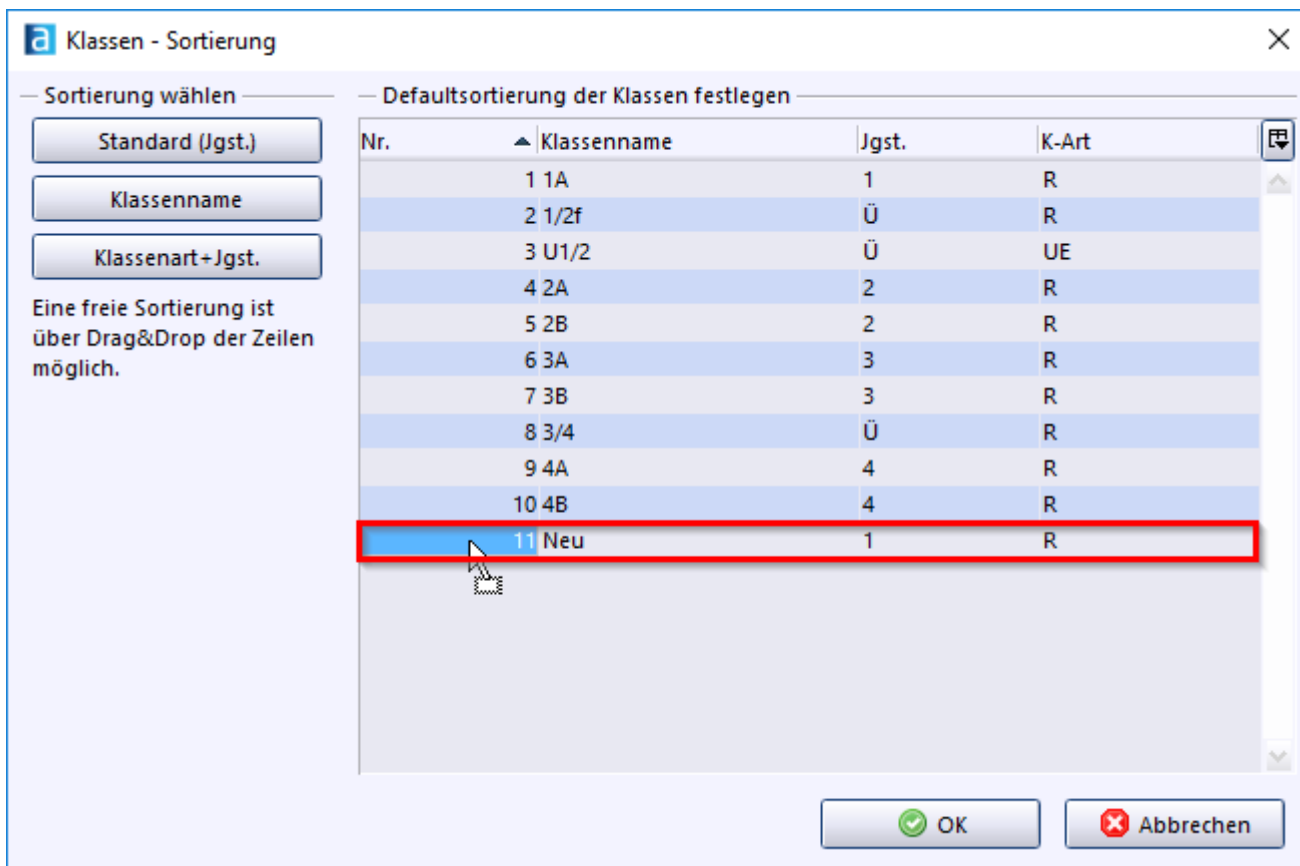 Klassen - Sortierung
Sortierung wählen
Standard (Jgst.)
Klassenname
Klassenart+Jgst.
Eine freie Sortierung ist
über Drag&Drop der Zeilen
möglich.
Defaultsortierung der Klassen festlegen
Nr. Klassenname Jgst. K-Art
1 1A 1 R
2 1/2f Ü R
3 U1/2 Ü UE
4 2A 2 R
5 2B 2 R
6 3A 3 R
7 3B 3 R
8 3/4 Ü R
9 4A 4 R
10 4B 4 R
11 Neu 1 R
OK Abbrechen